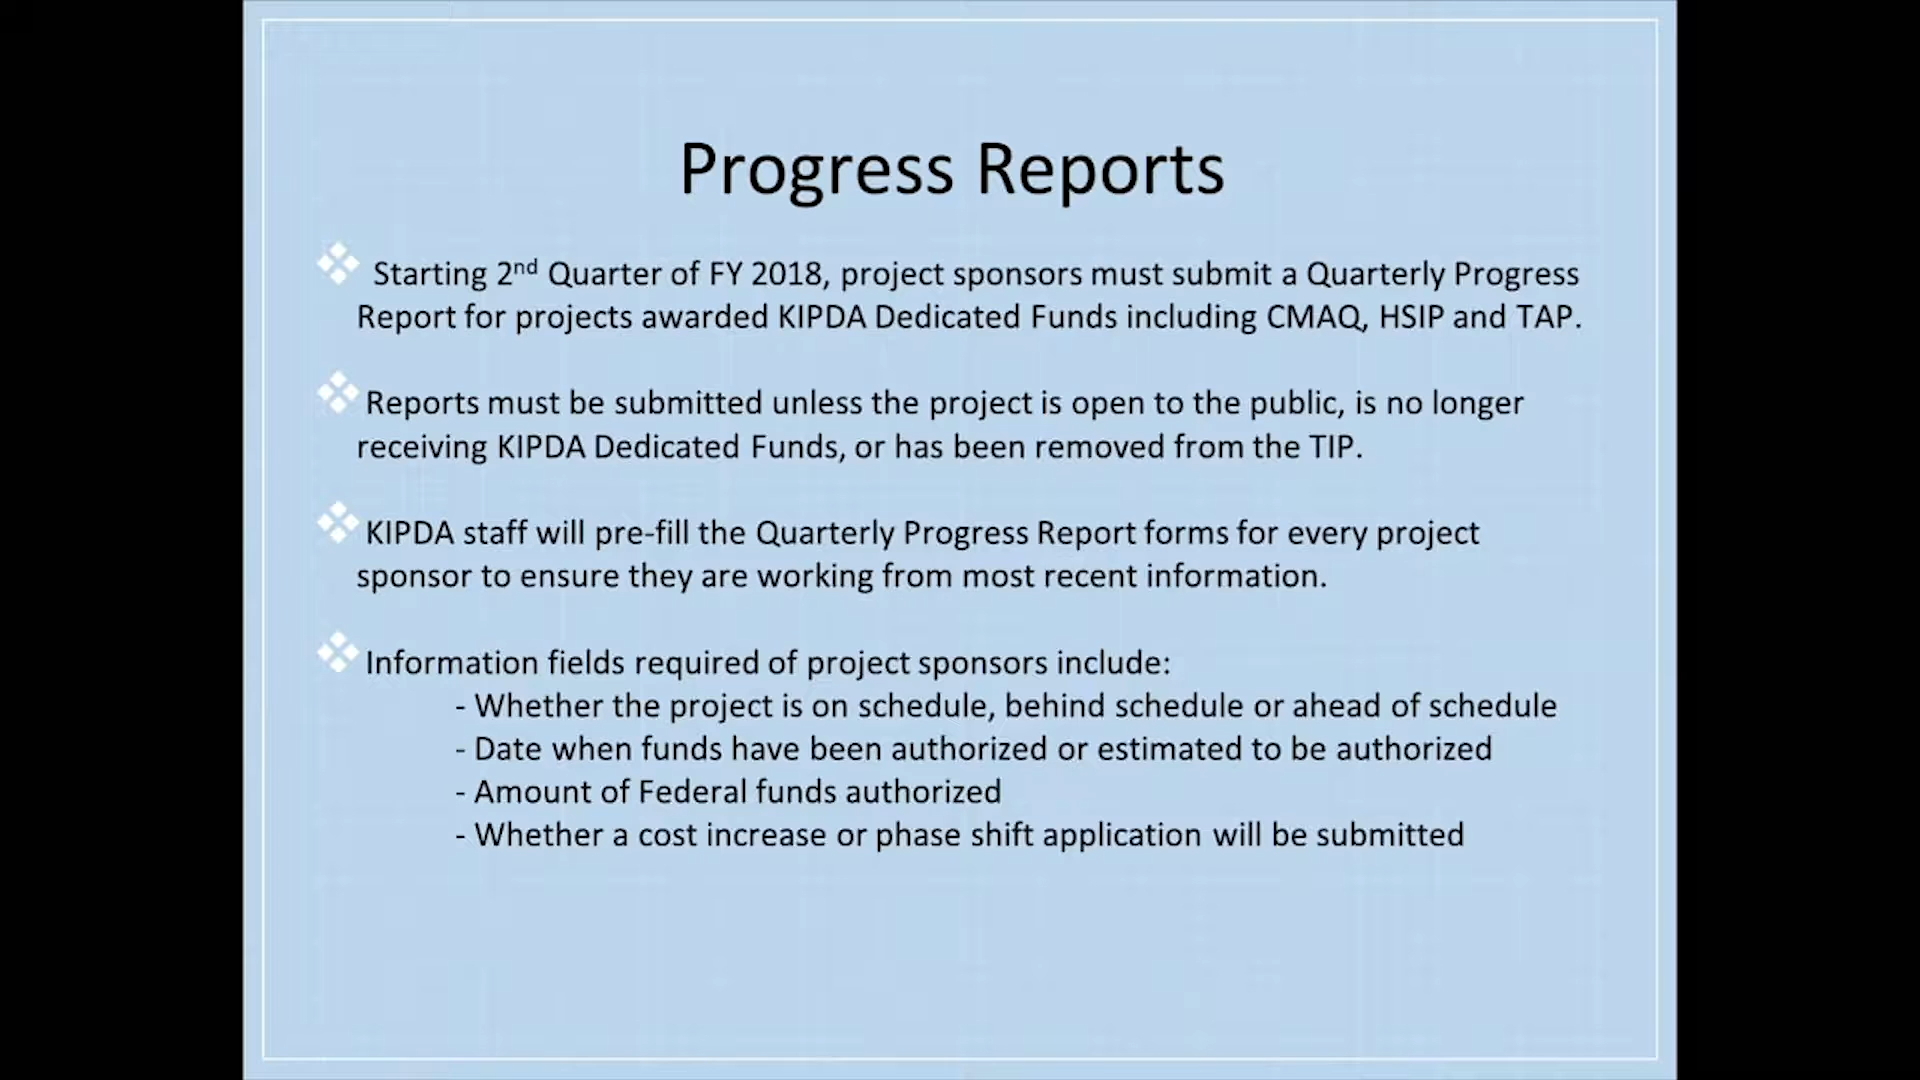 Progress Reports
Starting 2nd Quarter of FY 2018, project sponsors must submit a Quarterly Progress
Report for projects awarded KIPDA Dedicated Funds including CMAQ, HSIP and TAP.
Reports must be submitted unless the project is open to the public, is no longer
receiving KIPDA Dedicated Funds, or has been removed from the TIP.
KIPDA staff will pre-fill the Quarterly Progress Report forms for every project
sponsor to ensure they are working from most recent information.
Information fields required of project sponsors include:
- Whether the project is on schedule, behind schedule or ahead of schedule
- Date when funds have been authorized or estimated to be authorized
- Amount of Federal funds authorized
- Whether a cost increase or phase shift application will be submitted